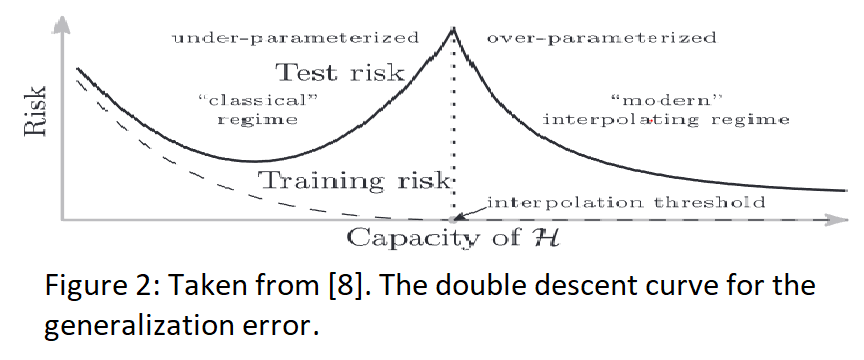 under-parameterized
over-parameterized
Test risk
"classical"
regime
"modern"
interpolating regime
Risk
Training risk
interpolation threshold
Capacity of ℋ
Figure 2: Taken from [8]. The double descent curve for the
generalization error.